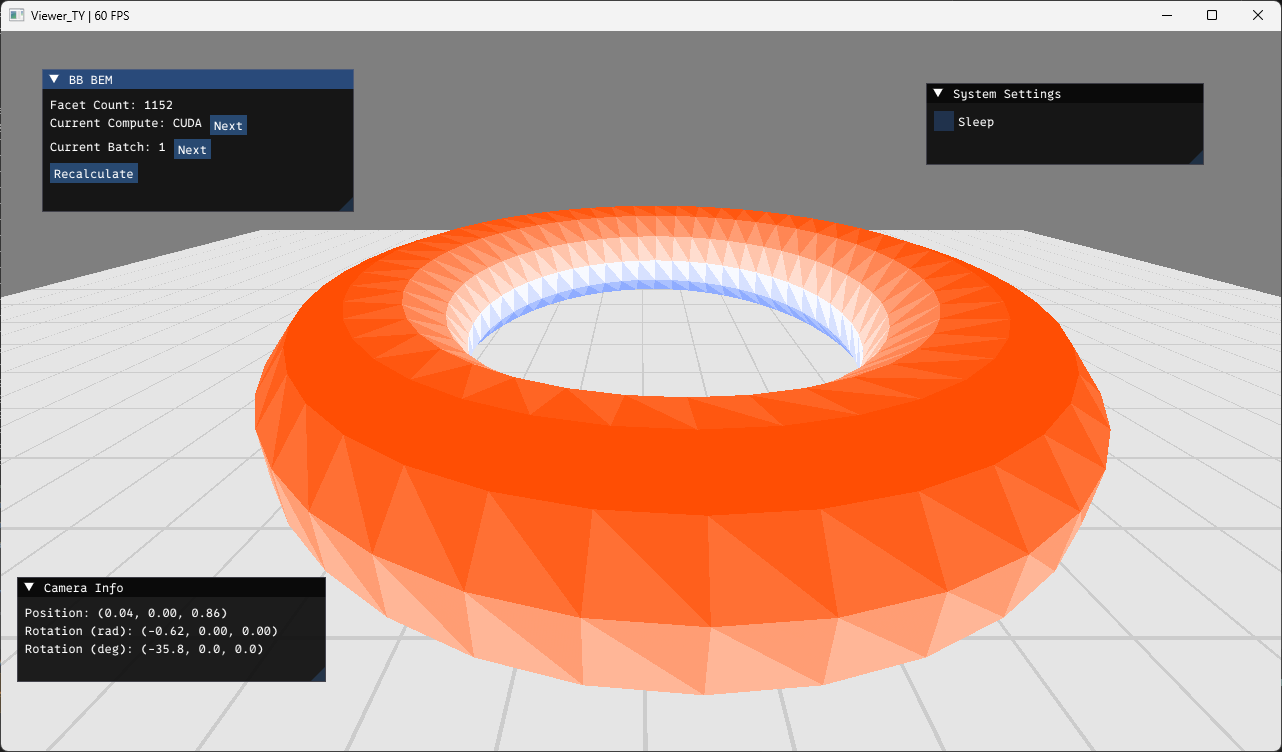 Viewer_TY | 60 FPS
BB BEM
Facet Count: 1152
Current Compute: CUDA Next
Current Batch: 1 Next
Recalculate
System Settings
Sleep
Camera Info
Position: (0.04, 0.00, 0.86)
Rotation (rad): (-0.62, 0.00, 0.00)
Rotation (deg): (-35.8, 0.0, 0.0)